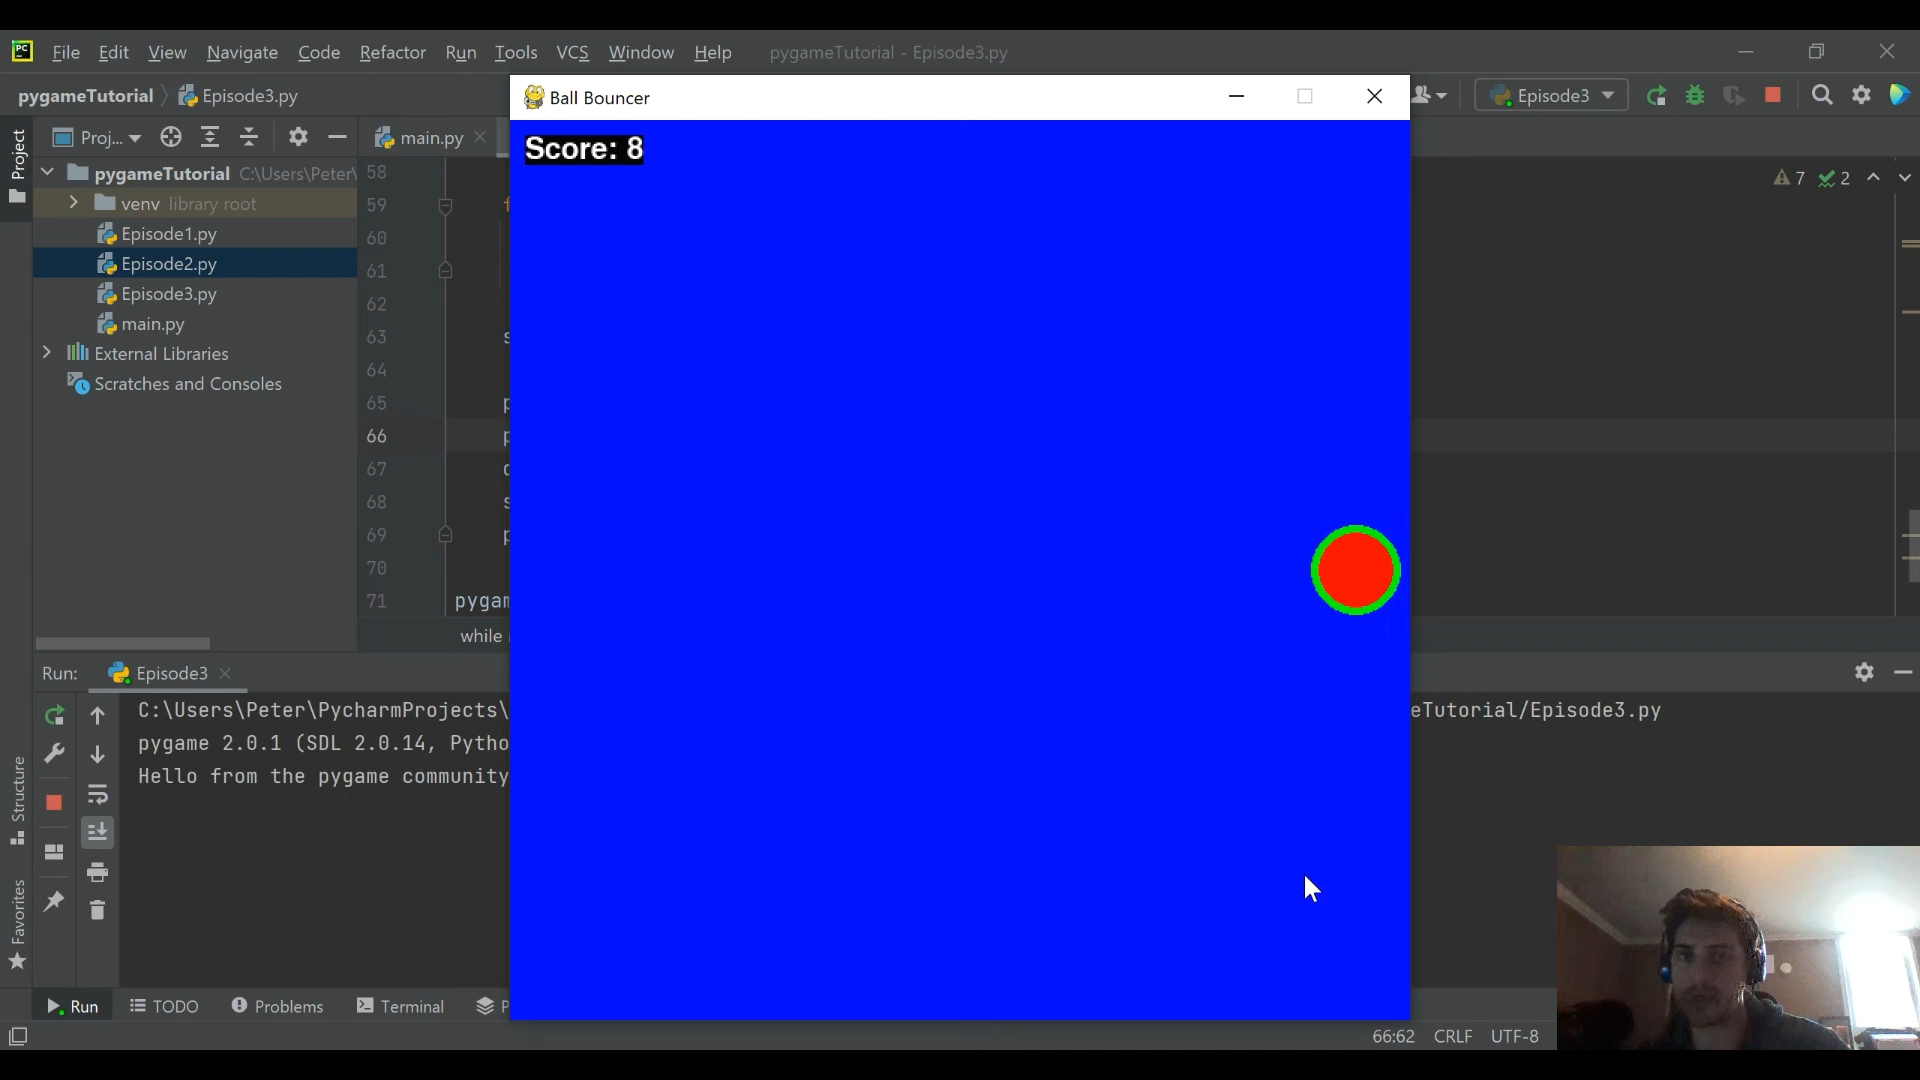 PC File Edit View Navigate Code Refactor Run Tools VCS Window Help pygameTutorial - Episode3.py
pygameTutorial Episode3.py
Ball Bouncer
Episode3
Project
Proj...
main.py
Score: 8
pygameTutorial C:\Users\Peter\
venv library root
Episode1.py
Episode2.py
Episode3.py
main.py
External Libraries
Scratches and Consoles
58
59 f
60
61
62
63 s
64
65 p
66 p
67 d
68 s
69 p
70
71 pygam
while
7 2
Run: Episode3
C:\Users\Peter\PycharmProjects\ eTutorial/Episode3.py
pygame 2.0.1 (SDL 2.0.14, Pytho
Hello from the pygame community
Structure
Favorites
Run TODO Problems Terminal P
66:62 CRLF UTF-8